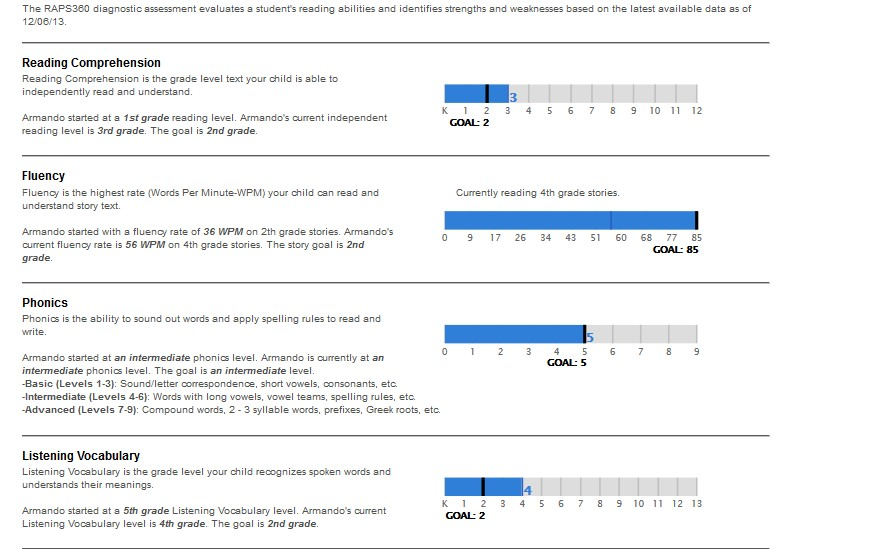 The RAPS360 diagnostic assessment evaluates a student's reading abilities and identifies strengths and weaknesses based on the latest available data as of
12/06/13.
Reading Comprehension
Reading Comprehension is the grade level text your child is able to
independently read and understand.
Armando started at a 1st grade reading level. Armando's current independent
reading level is 3rd grade. The goal is 2nd grade.
3
K 1 2 3 4 5 6 7 8 9 10 11 12
GOAL: 2
Fluency
Fluency is the highest rate (Words Per Minute-WPM) your child can read and
understand story text.
Armando started with a fluency rate of 36 WPM on 2th grade stories. Armando's
current fluency rate is 56 WPM on 4th grade stories. The story goal is 2nd
grade.
Currently reading 4th grade stories.
0 9 17 26 34 43 51 60 68 77 85
GOAL: 85
Phonics
Phonics is the ability to sound out words and apply spelling rules to read and
write.
Armando started at an intermediate phonics level. Armando is currently at an
intermediate phonics level. The goal is an intermediate level.
-Basic (Levels 1-3): Sound/letter correspondence, short vowels, consonants, etc.
-Intermediate (Levels 4-6): Words with long vowels, vowel teams, spelling rules, etc.
-Advanced (Levels 7-9): Compound words, 2 - 3 syllable words, prefixes, Greek roots, etc.
5
0 1 2 3 4 5 6 7 8 9
GOAL: 5
Listening Vocabulary
Listening Vocabulary is the grade level your child recognizes spoken words and
understands their meanings.
Armando started at a 5th grade Listening Vocabulary level. Armando's current
Listening Vocabulary level is 4th grade. The goal is 2nd grade.
4
K 1 2 3 4 5 6 7 8 9 10 11 12 13
GOAL: 2